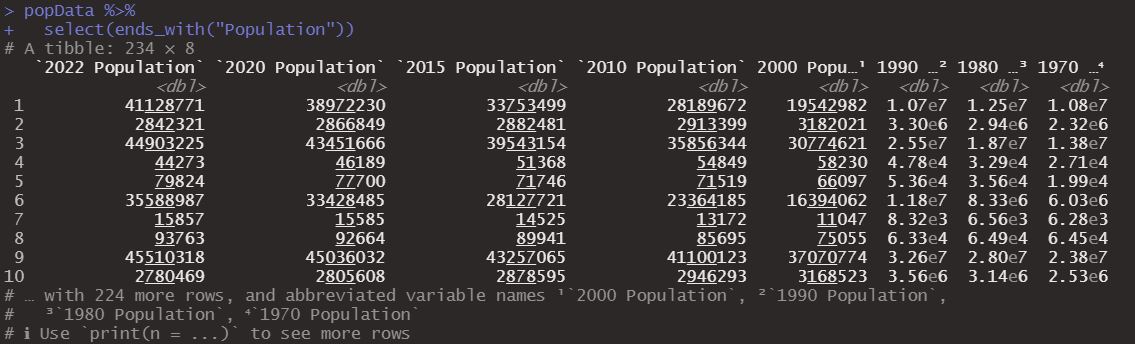 > popData %>%
+   select(ends_with("Population"))
# A tibble: 234 × 8
`2022 Population` `2020 Population` `2015 Population` `2010 Population` 2000 Popu…¹ 1990 …² 1980 …³ 1970 …⁴
<dbl> <dbl> <dbl> <dbl> <dbl> <dbl> <dbl> <dbl>
1 41128771 38972230 33753499 28189672 19542982 1.07e7 1.25e7 1.08e7
2 2842321 2866849 2882481 2913399 3182021 3.30e6 2.94e6 2.32e6
3 44903225 43451666 39543154 35856344 30774621 2.55e7 1.87e7 1.38e7
4 44273 46189 51368 54849 58230 4.78e4 3.29e4 2.71e4
5 79824 77700 71746 71519 66097 5.36e4 3.56e4 1.99e4
6 35588987 33428485 28127721 23364185 16394062 1.18e7 8.33e6 6.03e6
7 15857 15585 14525 13172 11047 8.32e3 6.56e3 6.28e3
8 93763 92664 89941 85695 75055 6.33e4 6.49e4 6.45e4
9 45510318 45036032 43257065 41100123 37070774 3.26e7 2.80e7 2.38e7
10 2780469 2805608 2878595 2946293 3168523 3.56e6 3.14e6 2.53e6
# … with 224 more rows, and abbreviated variable names ¹`2000 Population`, ²`1990 Population`,
#   ³`1980 Population`, ⁴`1970 Population`
# ℹ Use `print(n = ...)` to see more rows